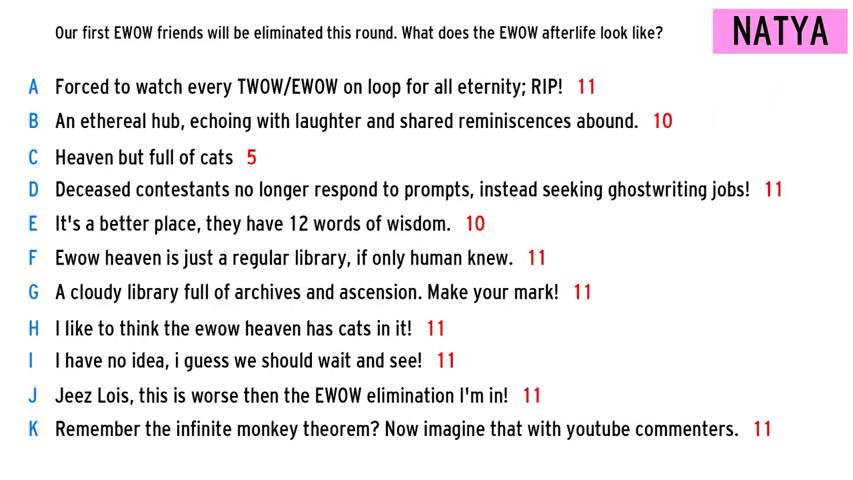 Our first EWOW friends will be eliminated this round. What does the EWOW afterlife look like?
NATYA
A Forced to watch every TWOW/EWOW on loop for all eternity; RIP! 11
B An ethereal hub, echoing with laughter and shared reminiscences abound. 10
C Heaven but full of cats 5
D Deceased contestants no longer respond to prompts, instead seeking ghostwriting jobs! 11
E It's a better place, they have 12 words of wisdom. 10
F Ewow heaven is just a regular library, if only human knew. 11
G A cloudy library full of archives and ascension. Make your mark! 11
H I like to think the ewow heaven has cats in it! 11
I I have no idea, i guess we should wait and see! 11
J Jeez Lois, this is worse then the EWOW elimination I'm in! 11
K Remember the infinite monkey theorem? Now imagine that with youtube commenters. 11